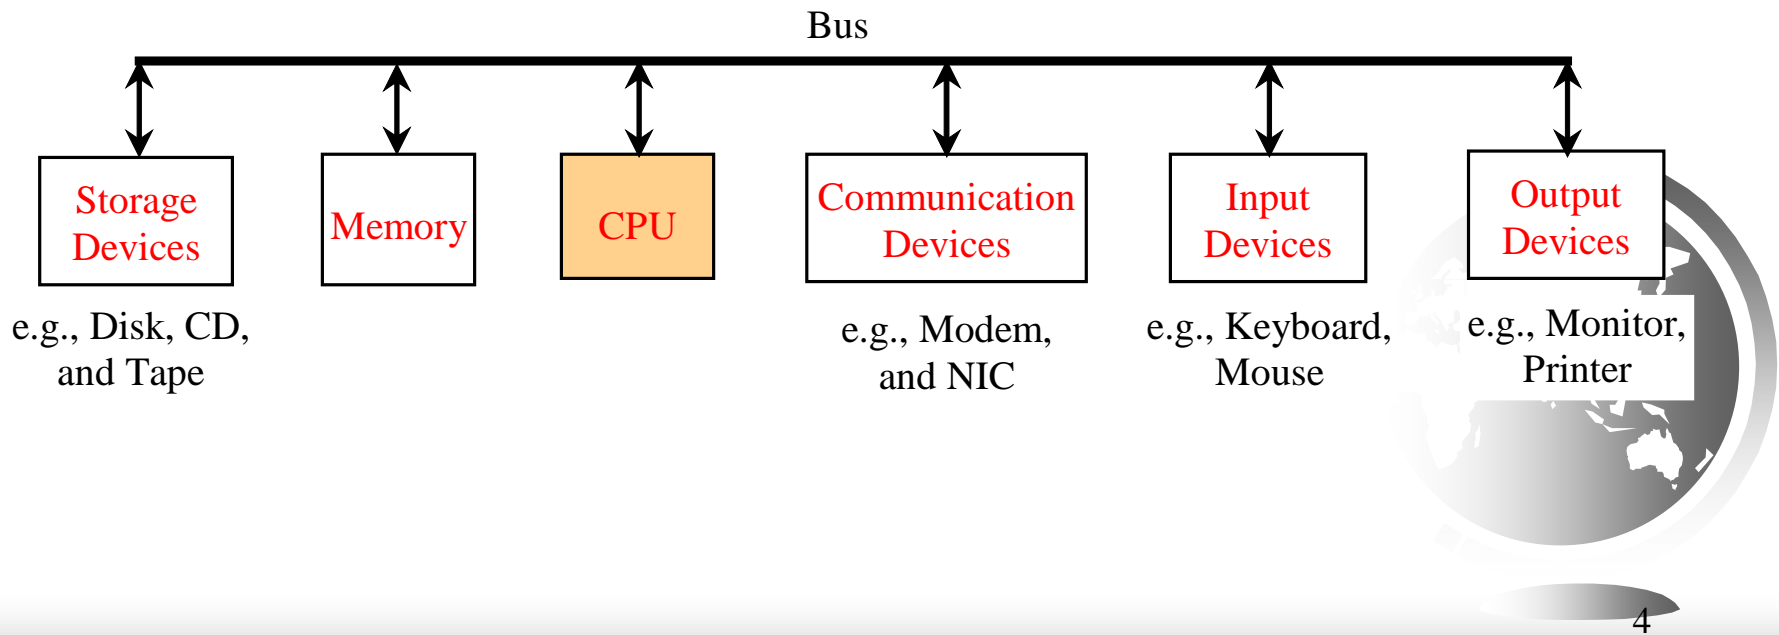 Bus
Storage
Devices
Memory
CPU
Communication
Devices
Input
Devices
Output
Devices
e.g., Disk, CD,
and Tape
e.g., Modem,
and NIC
e.g., Keyboard,
Mouse
e.g., Monitor,
Printer
4